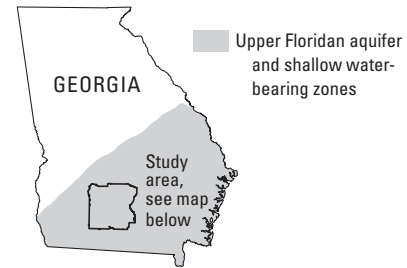 Upper Floridan aquifer
and shallow water-
bearing zones
GEORGIA
Study
area,
see map
below